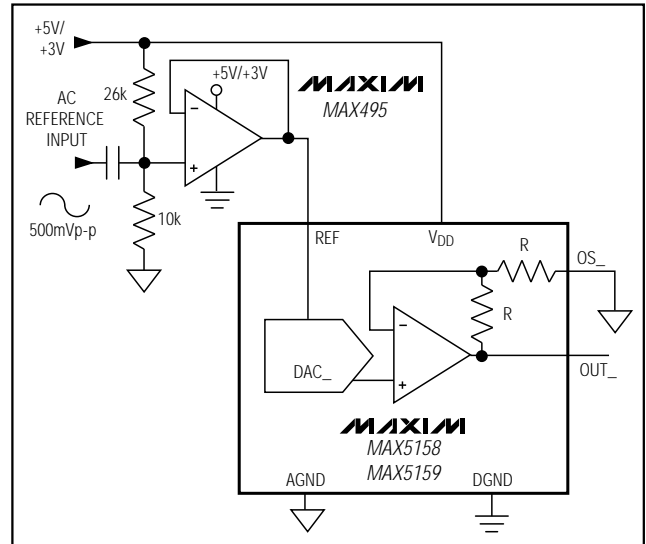 +5V/
+3V
26k
+5V/+3V
MAXIM
MAX495
AC
REFERENCE
INPUT
−
+
10k
500mVp-p
REF
VDD
R
OS_
R
−
DAC_
+
OUT_
MAXIM
MAX5158
MAX5159
AGND
DGND